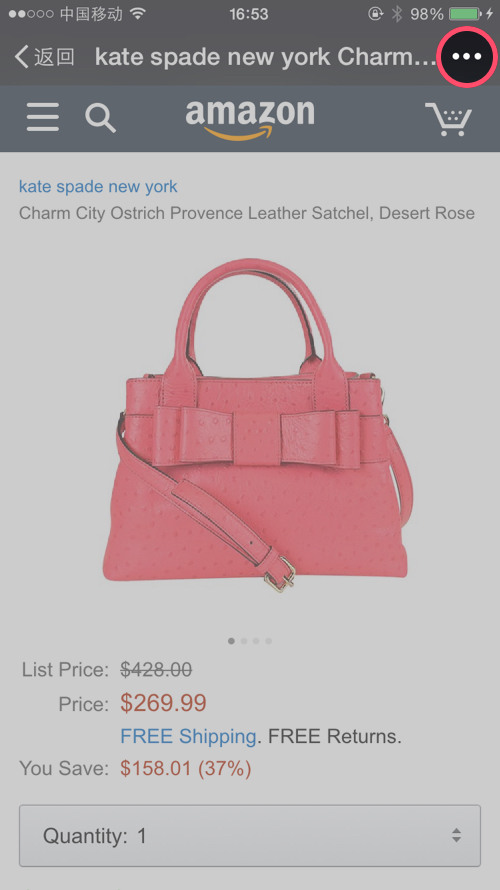 中国移动 16:53 98%
返回 kate spade new york Charm...
amazon
kate spade new york
Charm City Ostrich Provence Leather Satchel, Desert Rose
List Price: $428.00
Price: $269.99
FREE Shipping. FREE Returns.
You Save: $158.01 (37%)
Quantity: 1